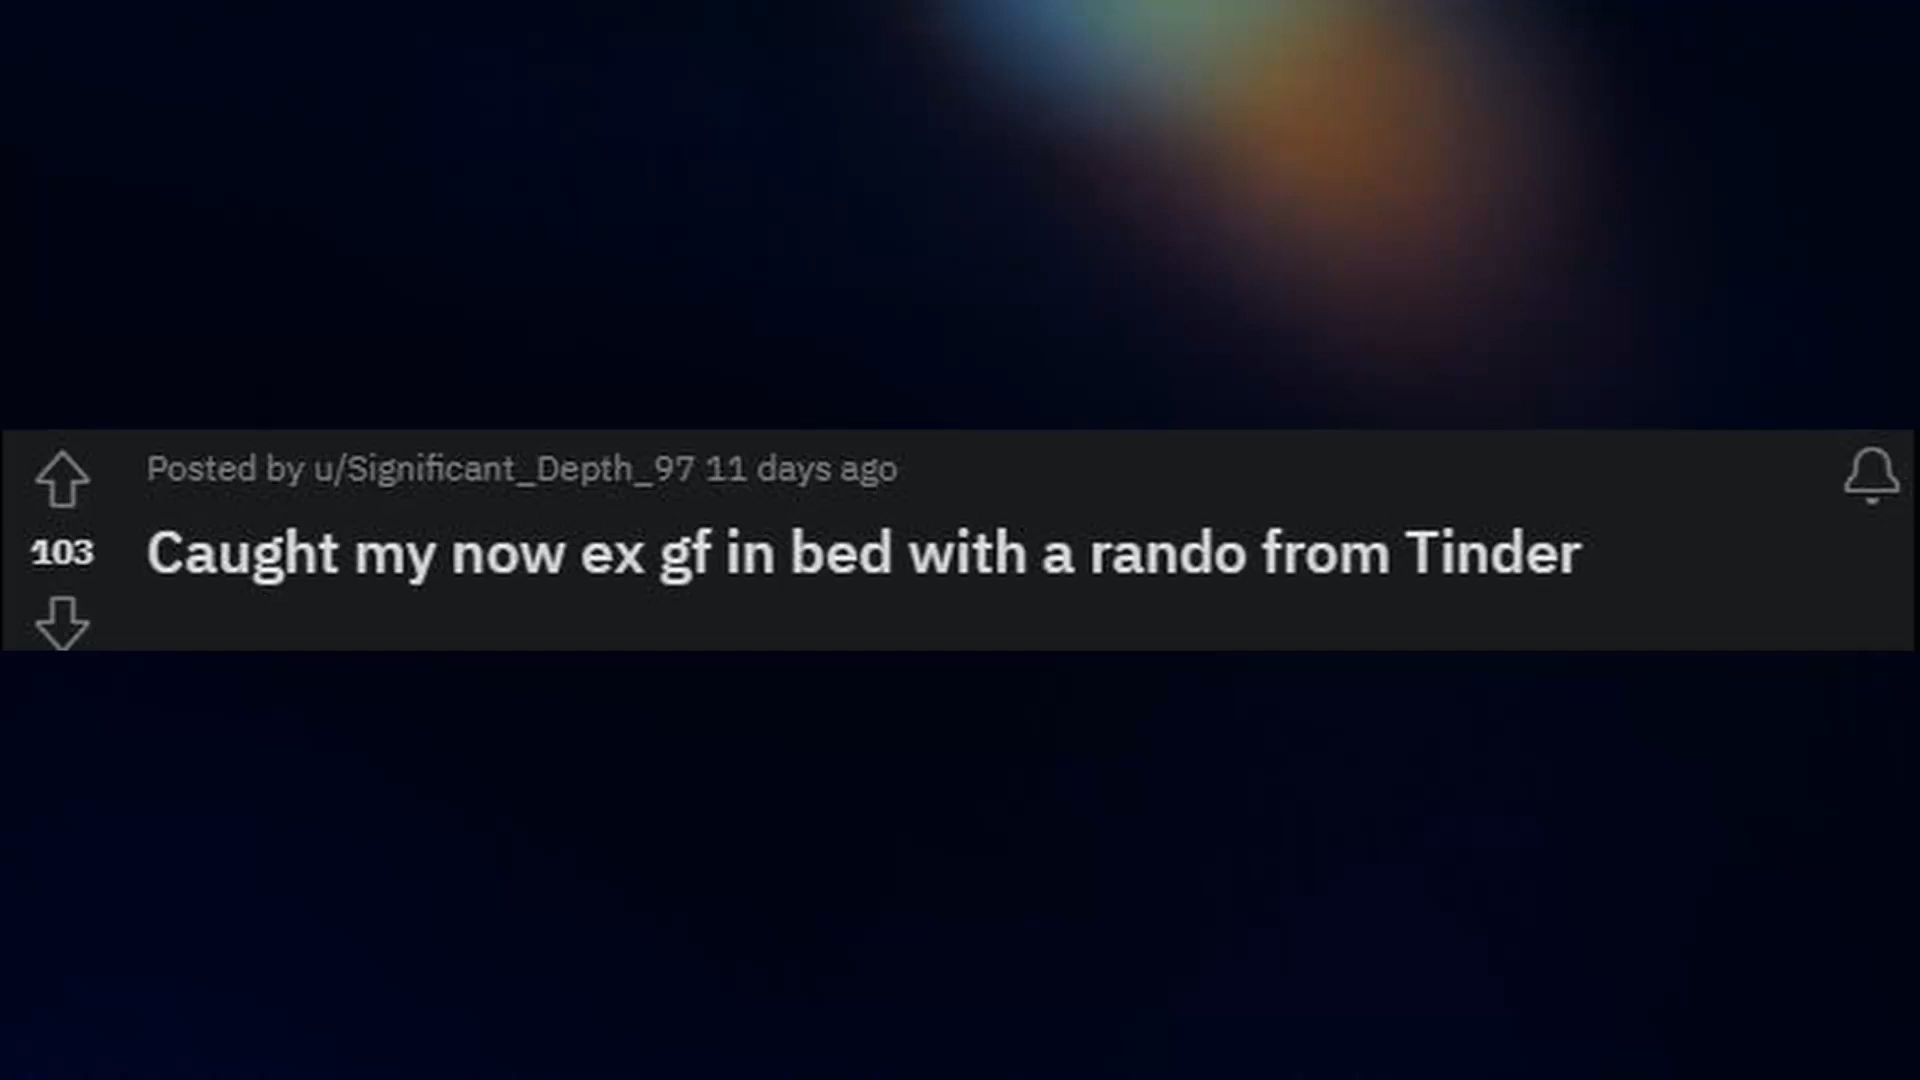 Posted by u/Significant_Depth_97 11 days ago
103
Caught my now ex gf in bed with a rando from Tinder